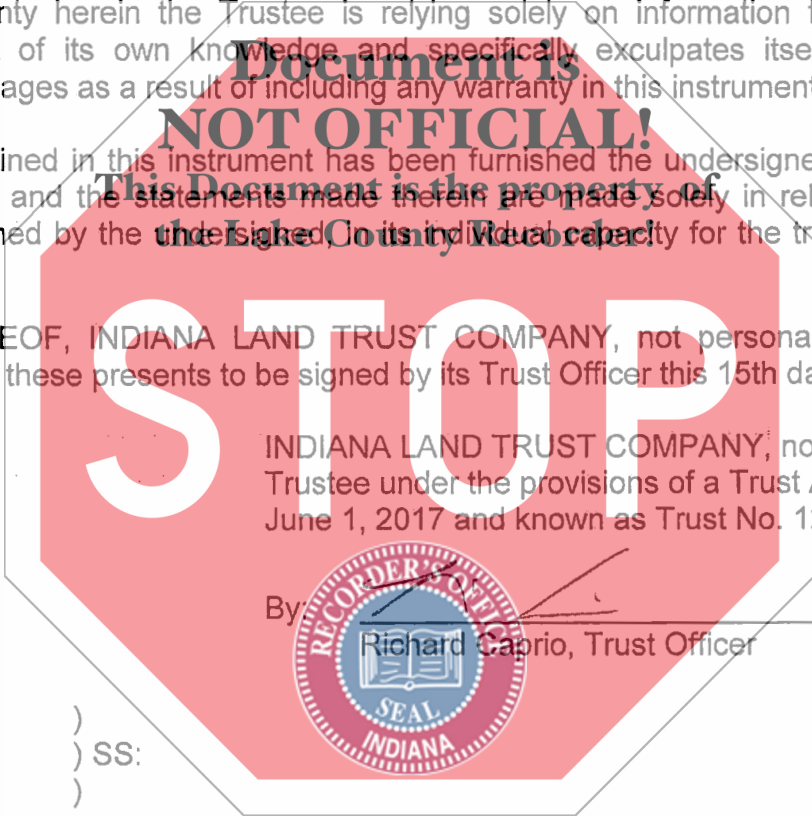 nty herein the Trustee is relying solely on information
of its own knowledge and specifically exculpates itse
ages as a result of including any warranty in this instrument
Document is
NOT OFFICIAL!
This Document is the property of
the Lake County Recorder!
ined in this instrument has been furnished the undersigne
and the statements made therein are made solely in rel
ned by the undersigned, in its individual capacity for the tr
STOP
EOF, INDIANA LAND TRUST COMPANY, not persona
these presents to be signed by its Trust Officer this 15th da
INDIANA LAND TRUST COMPANY, no
Trustee under the provisions of a Trust A
June 1, 2017 and known as Trust No. 1
By:
Richard Caprio, Trust Officer
RECORDER'S OFFICE
SEAL
INDIANA
)
) SS:
)